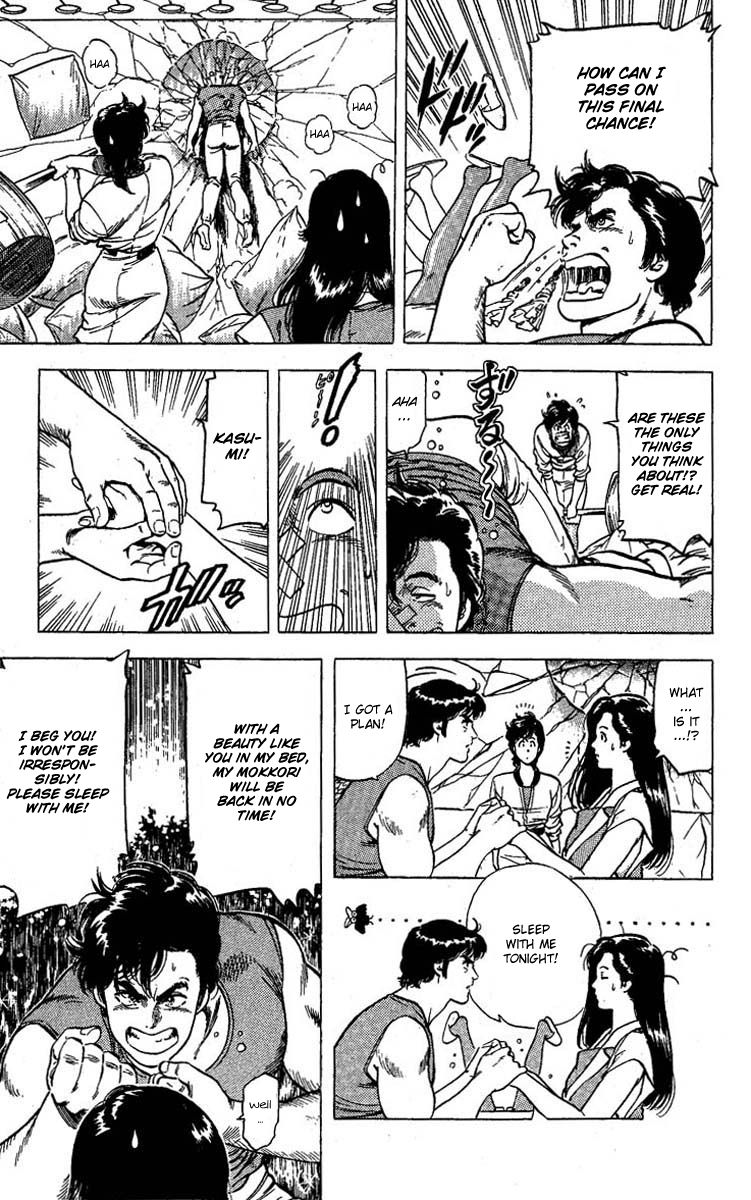 HOW CAN I
PASS ON
THIS FINAL
CHANCE!
HAA
HAA
HAA
ARE THESE
THE ONLY
THINGS
YOU THINK
ABOUT!?
GET REAL!
ずる~~
AHA
...
!
KASU-
MI!
WHAT
...
IS IT
...!?
I GOT A
PLAN!
SLEEP
WITH ME
TONIGHT!
WITH A
BEAUTY LIKE
YOU IN MY BED,
MY MOKKORI
WILL BE
BACK IN NO
TIME!
I BEG YOU!
I WON'T BE
IRRESPON-
SIBLY!
PLEASE SLEEP
WITH ME!
Well
...